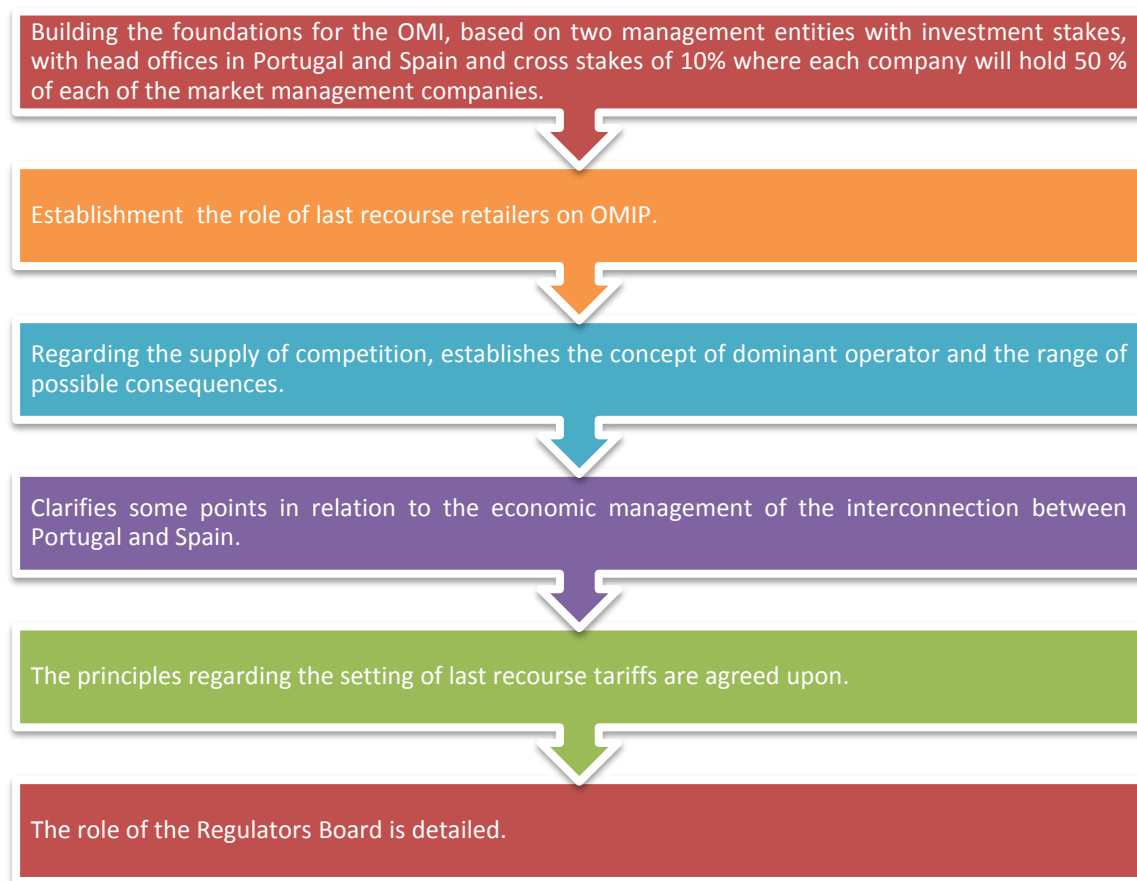 Building the foundations for the OMI, based on two management entities with investment stakes,
with head offices in Portugal and Spain and cross stakes of 10% where each company will hold 50 %
of each of the market management companies.
Establishment  the role of last recourse retailers on OMIP.
Regarding the supply of competition, establishes the concept of dominant operator and the range of
possible consequences.
Clarifies some points in relation to the economic management of the interconnection between
Portugal and Spain.
The principles regarding the setting of last recourse tariffs are agreed upon.
The role of the Regulators Board is detailed.